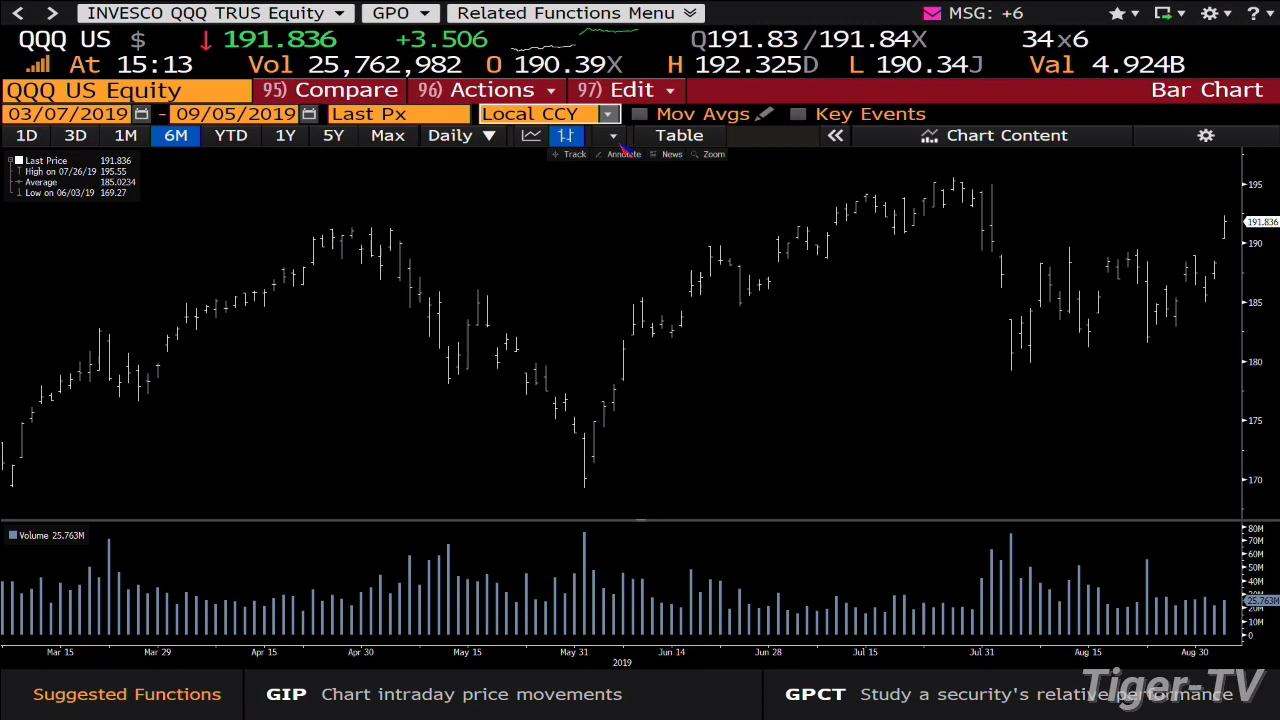 INVESCO QQQ TRUS Equity GPO Related Functions Menu MSG: +6
QQQ US $ 191.836 +3.506 Q191.83 /191.84X 34x6
At 15:13 Vol 25,762,982 O 190.39X H 192.325D L 190.34J Val 4.924B
QQQ US Equity 95) Compare 96) Actions 97) Edit Bar Chart
03/07/2019 - 09/05/2019 Last Px Local CCY Mov Avgs Key Events
1D 3D 1M 6M YTD 1Y 5Y Max Daily Table Chart Content
Track Annotate News Zoom
Last Price 191.836
High on 07/26/19 195.55
Average 185.0234
Low on 06/03/19 169.27
195
191.836
190
185
180
175
170
Volume 25.763M
80M
70M
60M
50M
40M
30M
25.763M
20M
10M
0
Mar 15 Mar 29 Apr 15 Apr 30 May 15 May 31 Jun 14 Jun 28 Jul 15 Jul 31 Aug 15 Aug 30
2019
Suggested Functions GIP Chart intraday price movements GPCT Study a security's relative performance
Tiger-TV